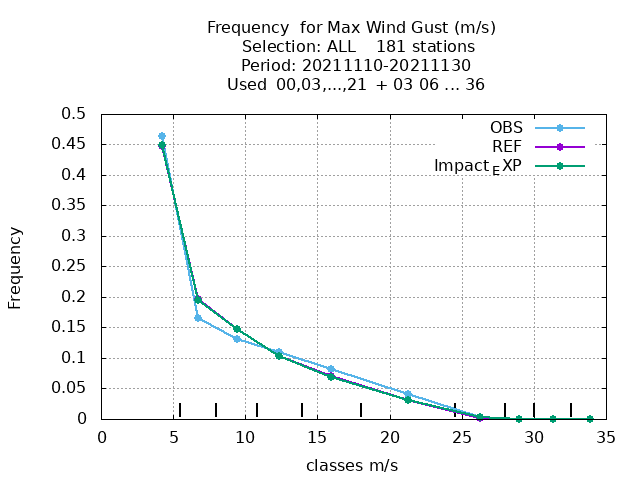 Frequency for Max Wind Gust (m/s)
Selection: ALL 181 stations
Period: 20211110-20211130
Used 00,03,...,21 + 03 06 ... 36
0.5
0.45
0.4
0.35
0.3
0.25
0.2
0.15
0.1
0.05
0
Frequency
OBS
REF
Impact_EXP
0 5 10 15 20 25 30 35
classes m/s